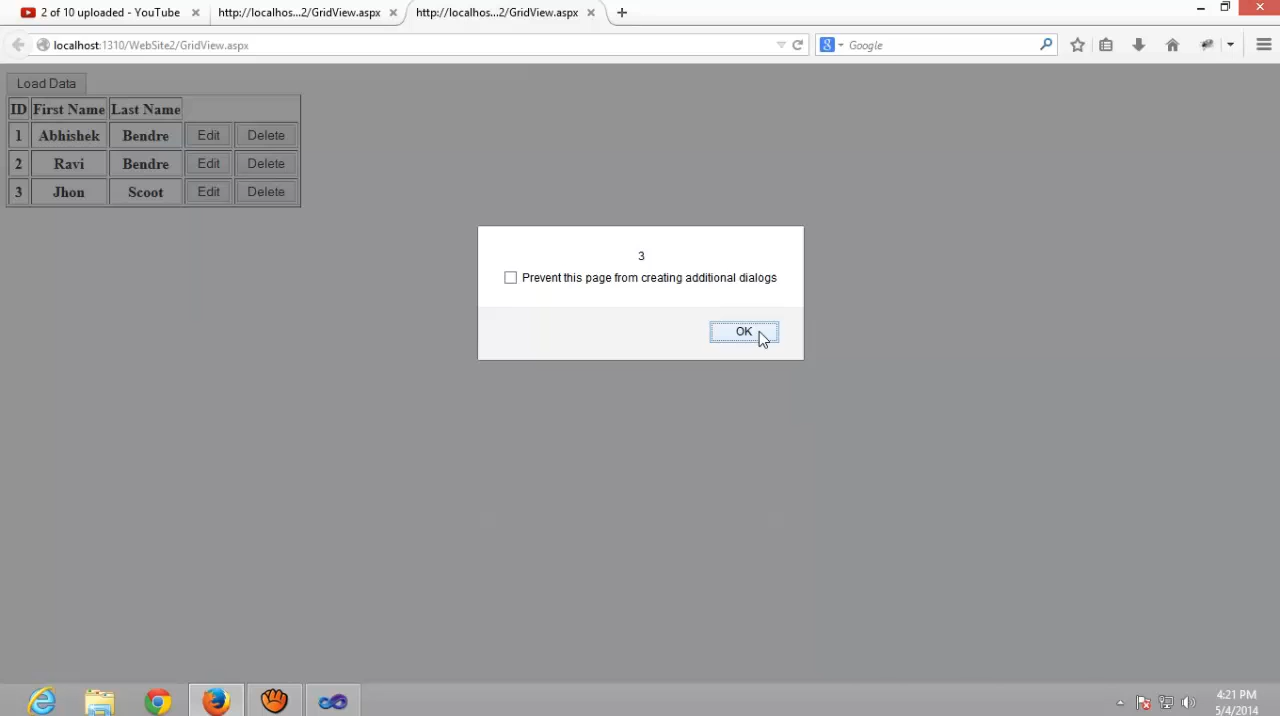 2 of 10 uploaded - YouTube
http://localhos...2/GridView.aspx
http://localhos...2/GridView.aspx
localhost:1310/WebSite2/GridView.aspx
Google
Load Data
ID First Name Last Name
1 Abhishek Bendre Edit Delete
2 Ravi Bendre Edit Delete
3 Jhon Scoot Edit Delete
3
Prevent this page from creating additional dialogs
OK
4:21 PM
5/4/2014